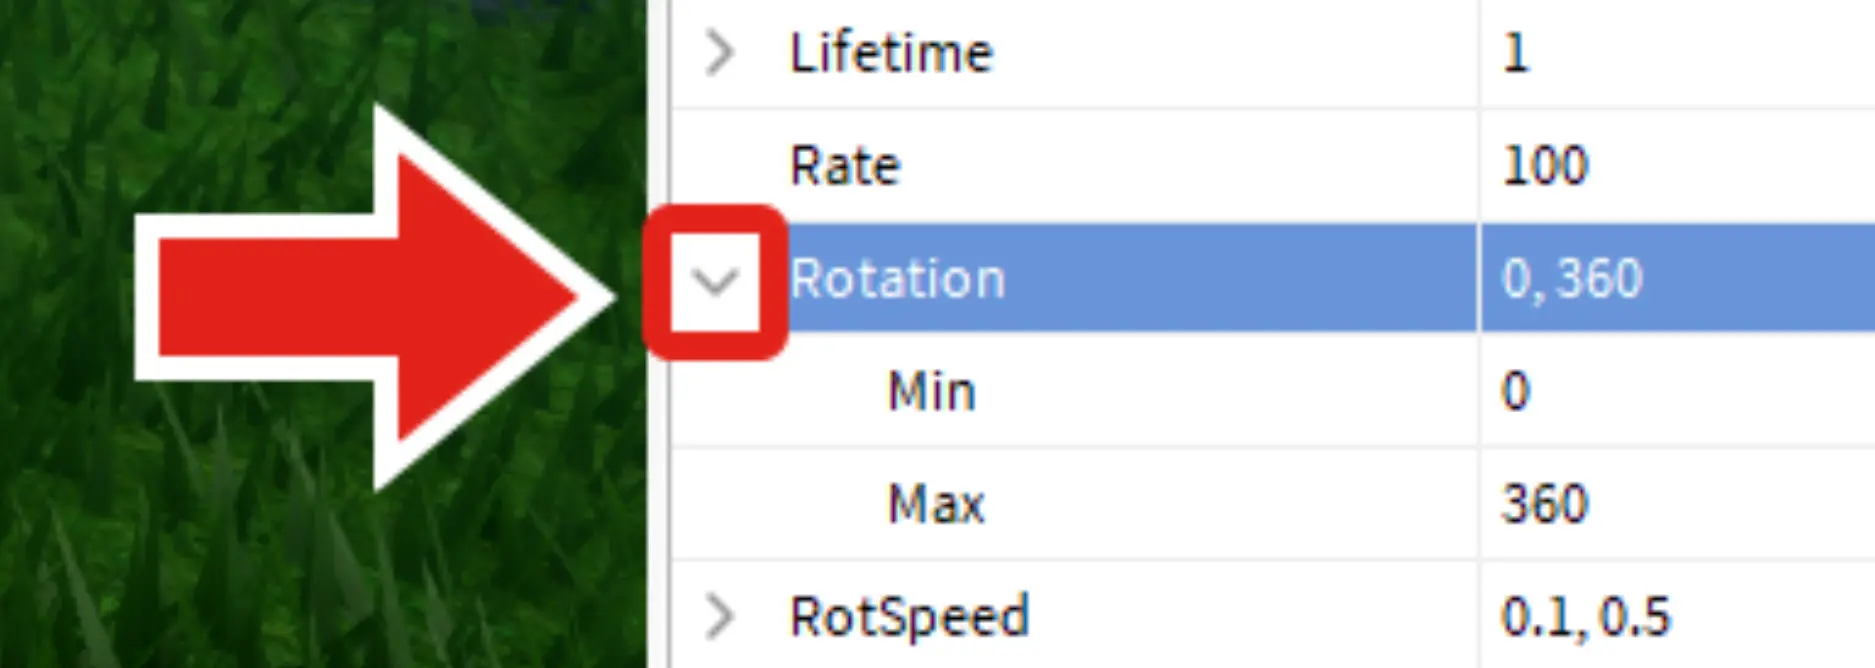 Lifetime 1
Rate 100
Rotation 0, 360
Min 0
Max 360
RotSpeed 0.1, 0.5